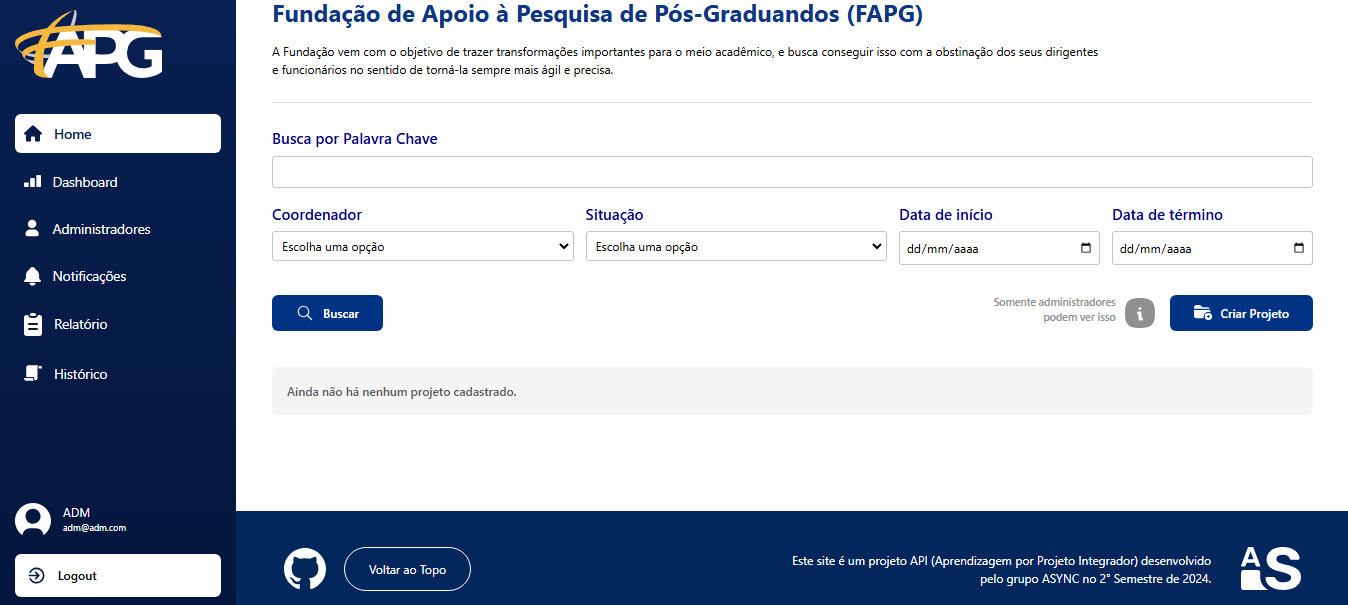 FAPG
Home
Dashboard
Administradores
Notificações
Relatório
Histórico
ADM
adm@adm.com
Logout
Fundação de Apoio à Pesquisa de Pós-Graduandos (FAPG)
A Fundação vem com o objetivo de trazer transformações importantes para o meio acadêmico, e busca conseguir isso com a obstinação dos seus dirigentes
e funcionários no sentido de torná-la sempre mais ágil e precisa.
Busca por Palavra Chave
Coordenador
Situação
Data de início
Data de término
Escolha uma opção
Escolha uma opção
dd/mm/aaaa
dd/mm/aaaa
Buscar
Somente administradores
podem ver isso
i
Criar Projeto
Ainda não há nenhum projeto cadastrado.
Voltar ao Topo
Este site é um projeto API (Aprendizagem por Projeto Integrador) desenvolvido
pelo grupo ASYNC no 2° Semestre de 2024.
AS